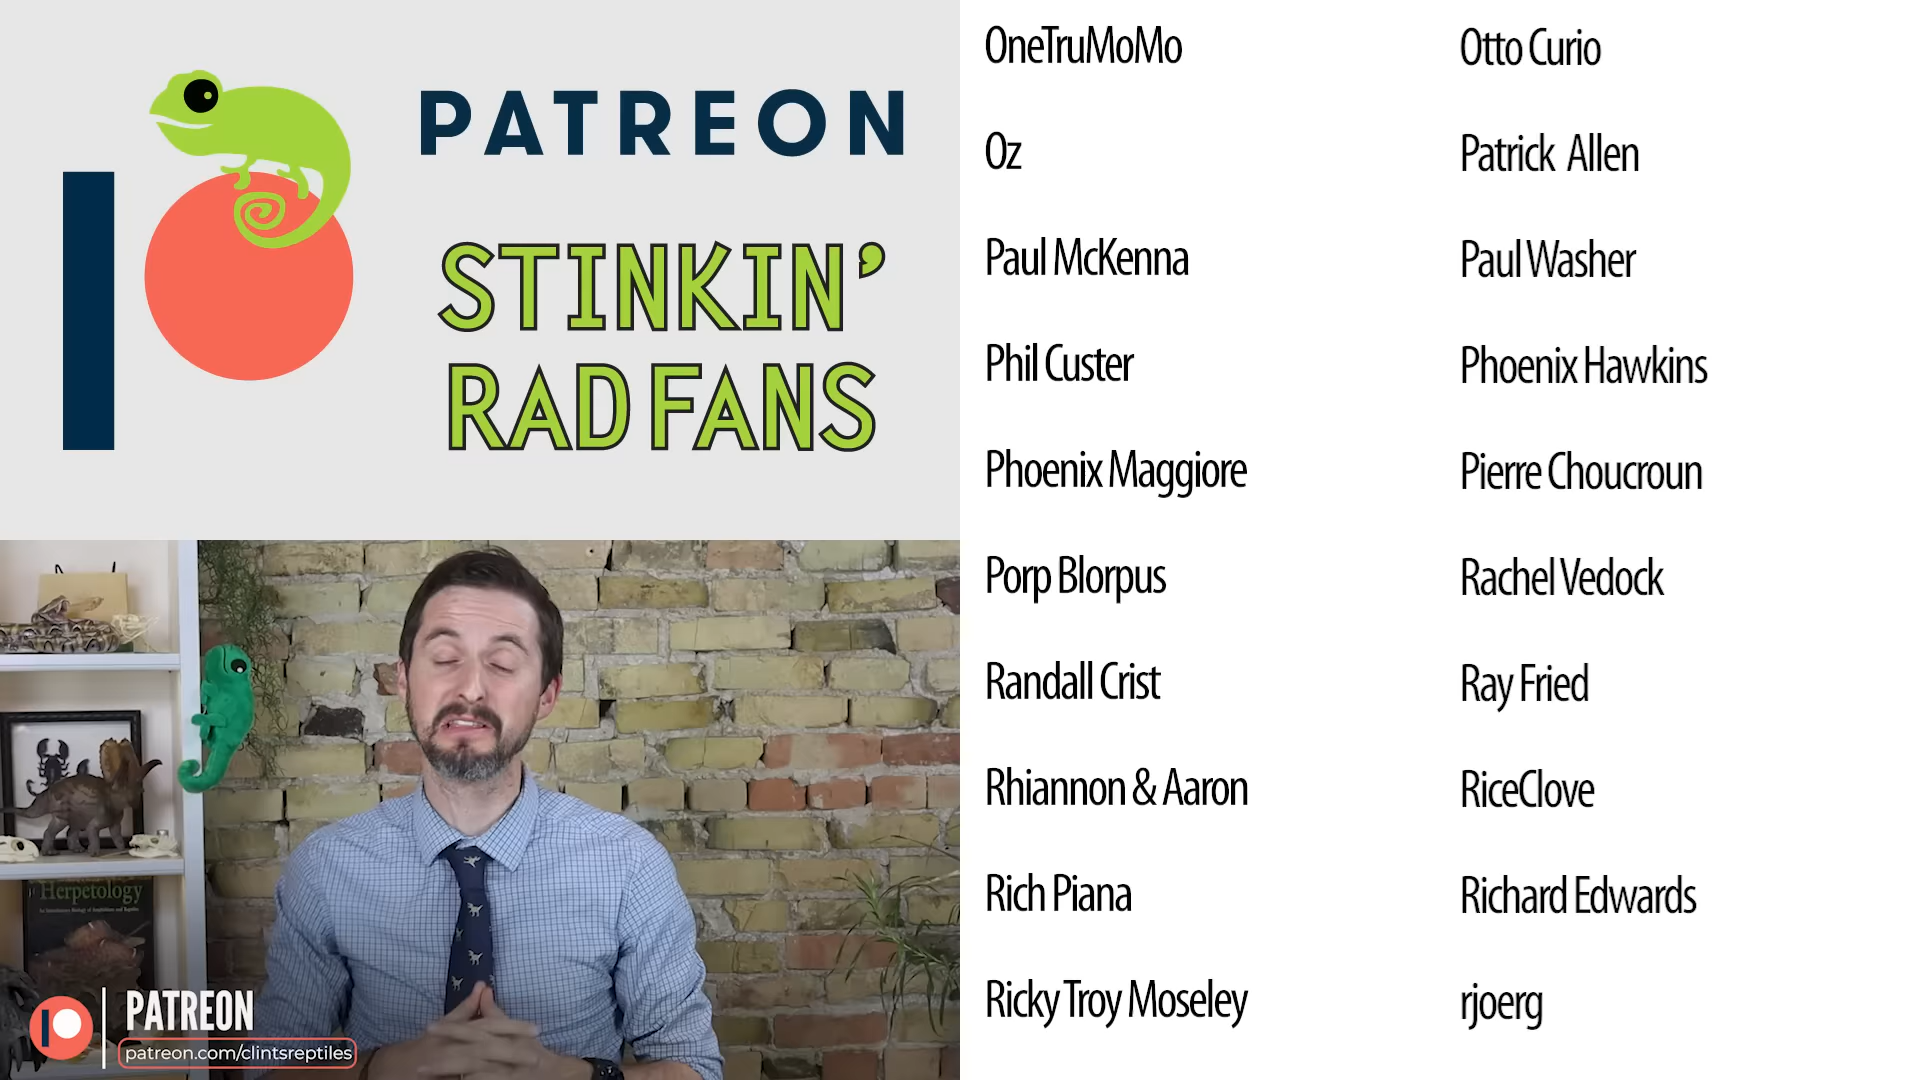 PATREON
STINKIN'
RAD FANS
OneTruMoMo
Otto Curio
Oz
Patrick Allen
Paul McKenna
Paul Washer
Phil Custer
Phoenix Hawkins
Phoenix Maggiore
Pierre Choucroun
Porp Blorpus
Rachel Vedock
Randall Crist
Ray Fried
Rhiannon & Aaron
RiceClove
Rich Piana
Richard Edwards
Ricky Troy Moseley
rjoerg
Herpetology
PATREON
patreon.com/clintsreptiles